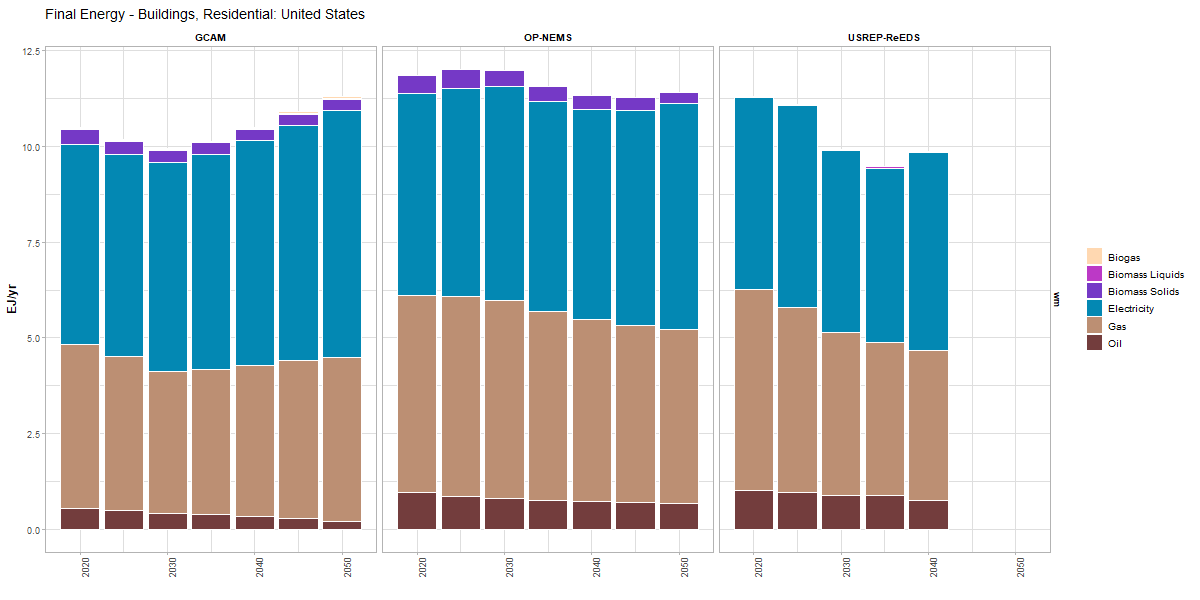 Final Energy - Buildings, Residential: United States
GCAM
OP-NEMS
USREP-ReEDS
12.5
10.0
7.5
5.0
2.5
0.0
EJ/yr
2020
2030
2040
2050
2020
2030
2040
2050
2020
2030
2040
2050
wm
Biogas
Biomass Liquids
Biomass Solids
Electricity
Gas
Oil